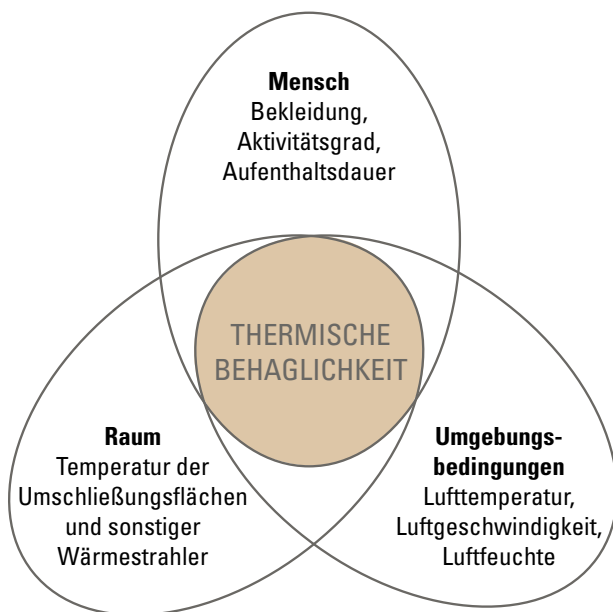 Mensch
Bekleidung,
Aktivitätsgrad,
Aufenthaltsdauer
THERMISCHE
BEHAGLICHKEIT
Raum
Temperatur der
Umschließungsflächen
und sonstiger
Wärmestrahler
Umgebungs-
bedingungen
Lufttemperatur,
Luftgeschwindigkeit,
Luftfeuchte